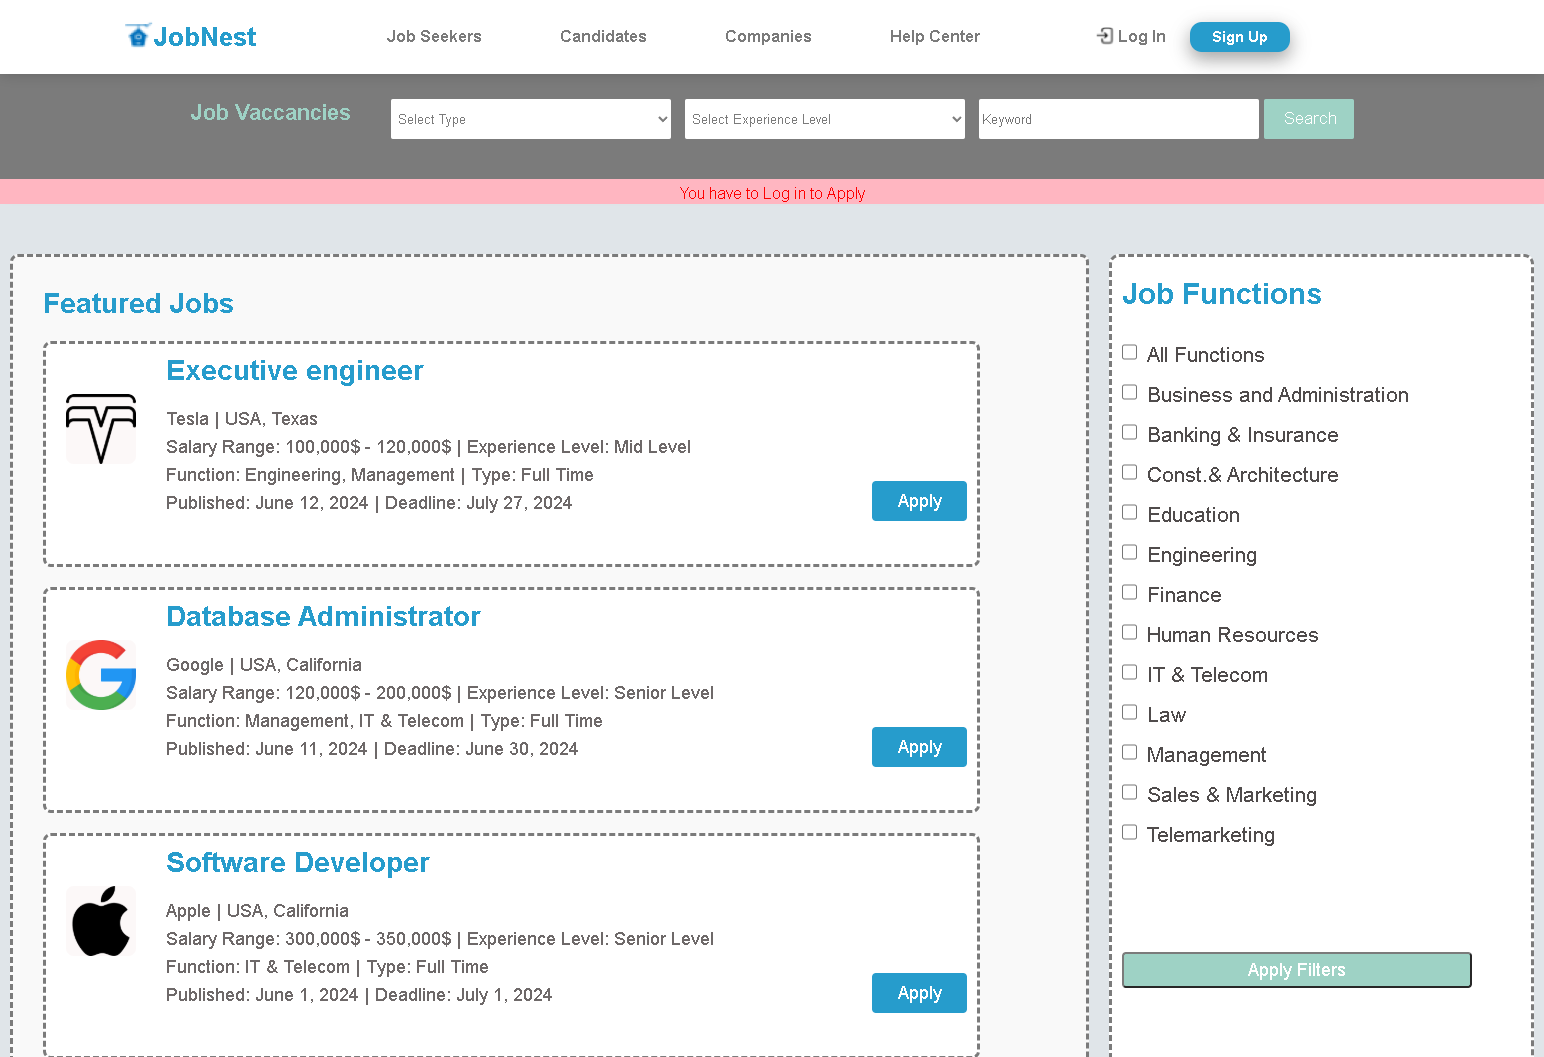 JobNest
Job Seekers
Candidates
Companies
Help Center
Log In
Sign Up
Job Vaccancies
Select Type
Select Experience Level
Keyword
Search
You have to Log in to Apply
Featured Jobs
Executive engineer
Tesla | USA, Texas
Salary Range: 100,000$ - 120,000$ | Experience Level: Mid Level
Function: Engineering, Management | Type: Full Time
Published: June 12, 2024 | Deadline: July 27, 2024
Apply
Database Administrator
Google | USA, California
Salary Range: 120,000$ - 200,000$ | Experience Level: Senior Level
Function: Management, IT & Telecom | Type: Full Time
Published: June 11, 2024 | Deadline: June 30, 2024
Apply
Software Developer
Apple | USA, California
Salary Range: 300,000$ - 350,000$ | Experience Level: Senior Level
Function: IT & Telecom | Type: Full Time
Published: June 1, 2024 | Deadline: July 1, 2024
Apply
Job Functions
All Functions
Business and Administration
Banking & Insurance
Const.& Architecture
Education
Engineering
Finance
Human Resources
IT & Telecom
Law
Management
Sales & Marketing
Telemarketing
Apply Filters